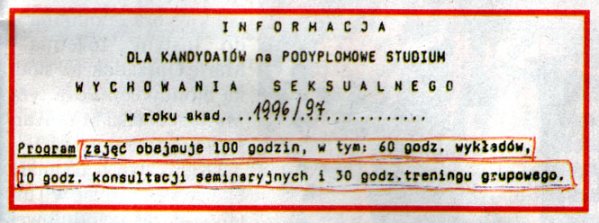 INFORMACJA
DLA KANDYDATÓW na PODYPLOMOWE STUDIUM
WYCHOWANIA SEKSUALNEGO
w roku akad. ..1996/97..............
Program zajęć obejmuje 100 godzin, w tym: 60 godz. wykładów,
10 godz. konsultacji seminaryjnych i 30 godz.treningu grupowego.